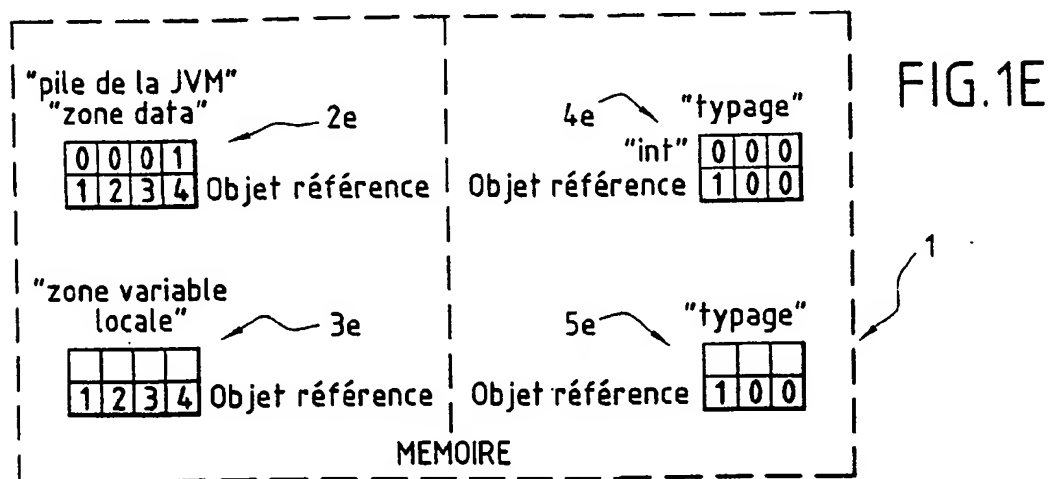 FIG.1E
"pile de la JVM"
"zone data"
2e
0 0 0 1
1 2 3 4 Objet référence
4e
"typage"
"int" 0 0 0
Objet référence 1 0 0
1
"zone variable
locale"
3e
1 2 3 4 Objet référence
5e
"typage"
Objet référence 1 0 0
MEMOIRE